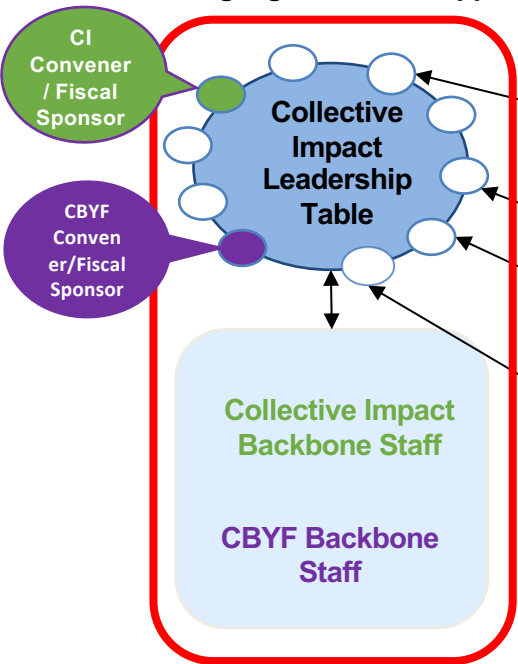 CI
Convener
/ Fiscal
Sponsor
Collective
Impact
Leadership
Table
CBYF
Conven
er/Fiscal
Sponsor
Collective Impact
Backbone Staff
CBYF Backbone
Staff